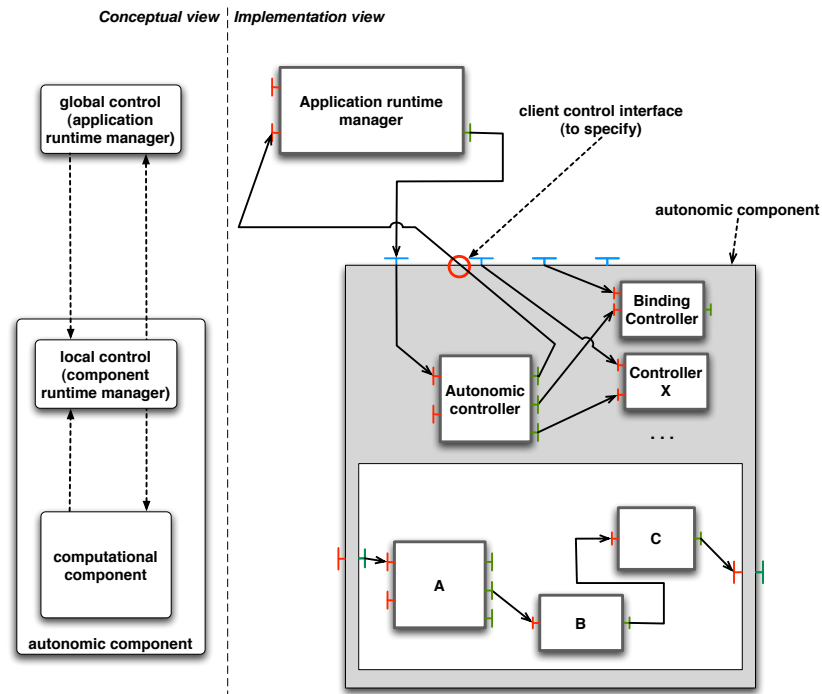 Conceptual view
Implementation view
global control
(application
runtime manager)
local control
(component
runtime manager)
computational
component
autonomic component
Application runtime
manager
client control interface
(to specify)
autonomic component
Binding
Controller
Controller
X
Autonomic
controller
. . .
A
B
C